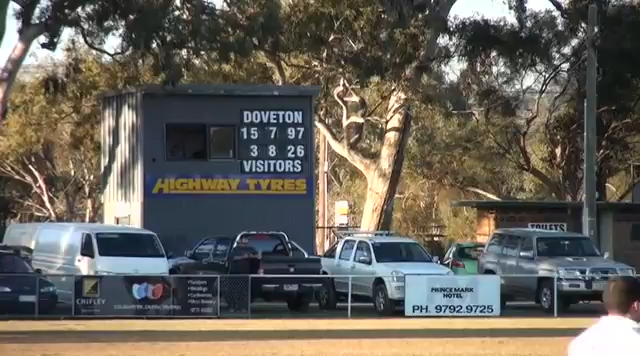 DOVETON
15 7 97
3 8 26
VISITORS
HIGHWAY TYRES
TOILETS
CHIFLEY
PRINCE MARK
HOTEL
PH. 9792.9725